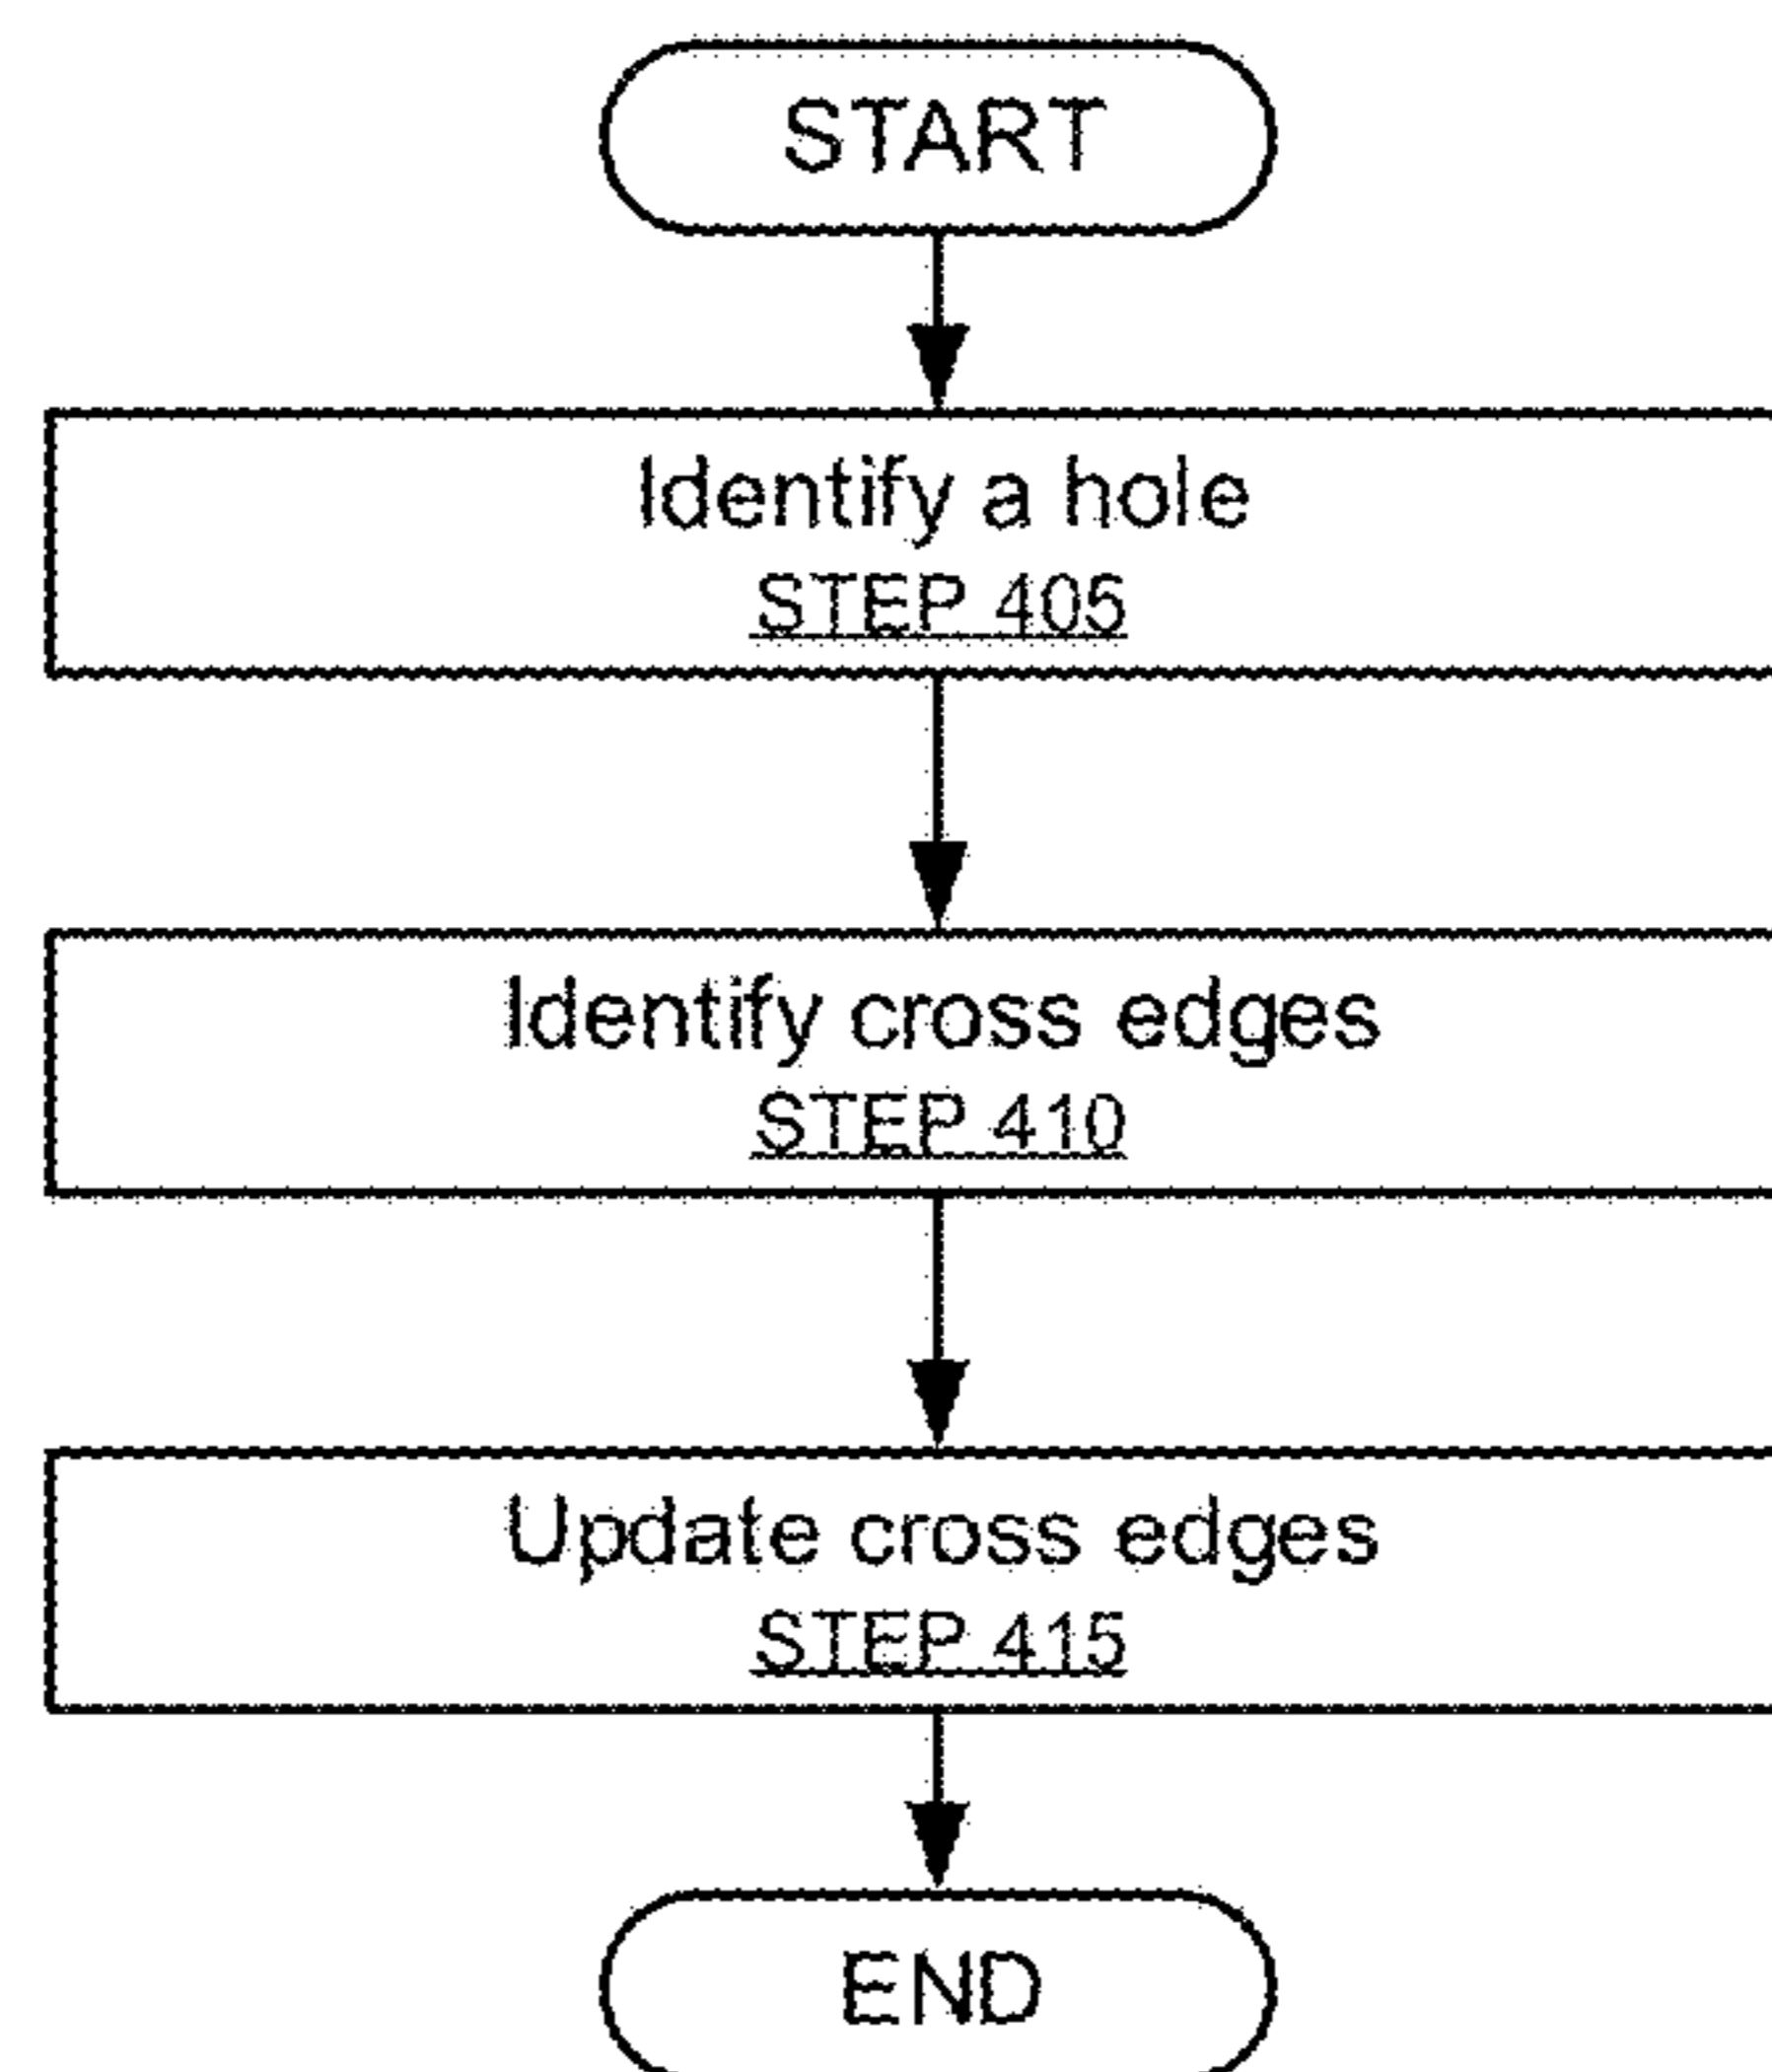 START
Identify a hole
STEP 405
Identify cross edges
STEP 410
Update cross edges
STEP 415
END